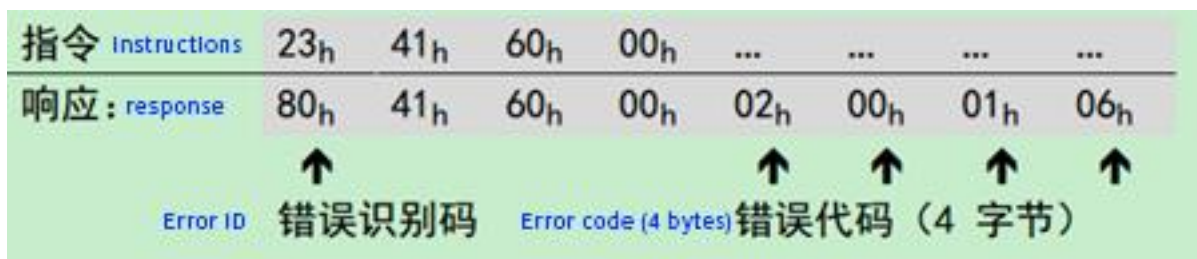 指令 Instructions 23h 41h 60h 00h ... ... ... ...
响应：response 80h 41h 60h 00h 02h 00h 01h 06h
Error ID 错误识别码 Error code (4 bytes) 错误代码（4 字节）